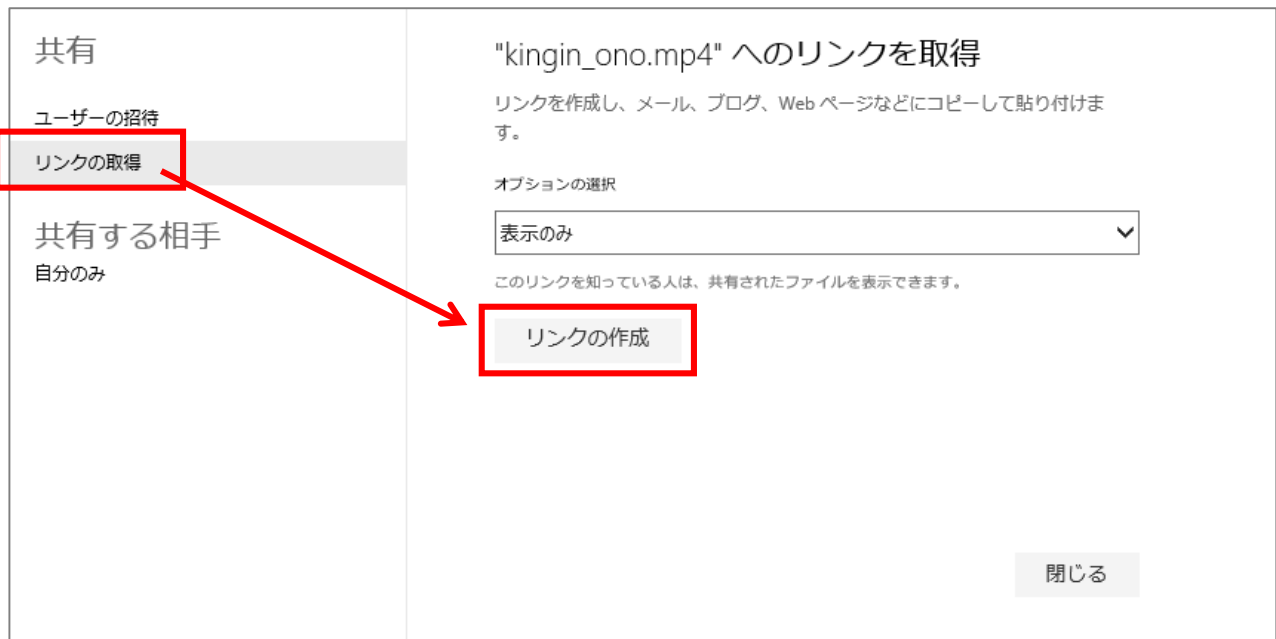 共有
ユーザーの招待
リンクの取得
共有する相手
自分のみ
"kingin_ono.mp4" へのリンクを取得
リンクを作成し、メール、ブログ、Web ページなどにコピーして貼り付けま
す。
オプションの選択
表示のみ
このリンクを知っている人は、共有されたファイルを表示できます。
リンクの作成
閉じる